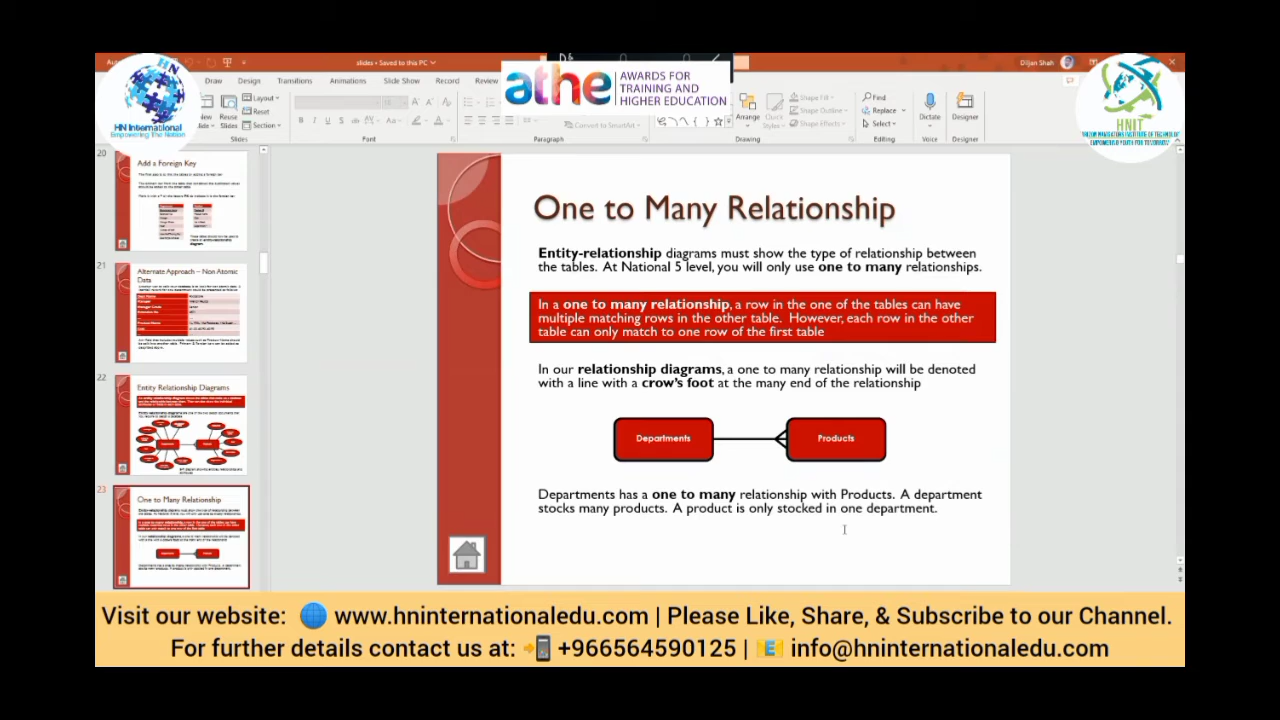 slides • Saved to this PC
Diljan Shah
Draw Design Transitions Animations Slide Show Record Review
HN International
Empowering The Nation
athe AWARDS FOR
TRAINING AND
HIGHER EDUCATION
HNIT
EMPOWERING YOUTH FOR TOMORROW
Layout
Reset
Section
Slides
Reuse
Slides
Font
Paragraph
Convert to SmartArt
Arrange
Quick
Styles
Shape Fill
Shape Outline
Shape Effects
Drawing
Find
Replace
Select
Editing
Dictate
Voice
Designer
Designer
20
Add a Foreign Key
21
Alternate Approach – Non Atomic
Data
22
Entity Relationship Diagrams
23
One to Many Relationship
One to Many Relationship
Entity-relationship diagrams must show the type of relationship between
the tables. At National 5 level, you will only use one to many relationships.
In a one to many relationship, a row in the one of the tables can have
multiple matching rows in the other table. However, each row in the other
table can only match to one row of the first table
In our relationship diagrams, a one to many relationship will be denoted
with a line with a crow's foot at the many end of the relationship
Departments Products
Departments has a one to many relationship with Products. A department
stocks many products. A product is only stocked in one department.
Visit our website: www.hninternationaledu.com | Please Like, Share, & Subscribe to our Channel.
For further details contact us at: +966564590125 | info@hninternationaledu.com